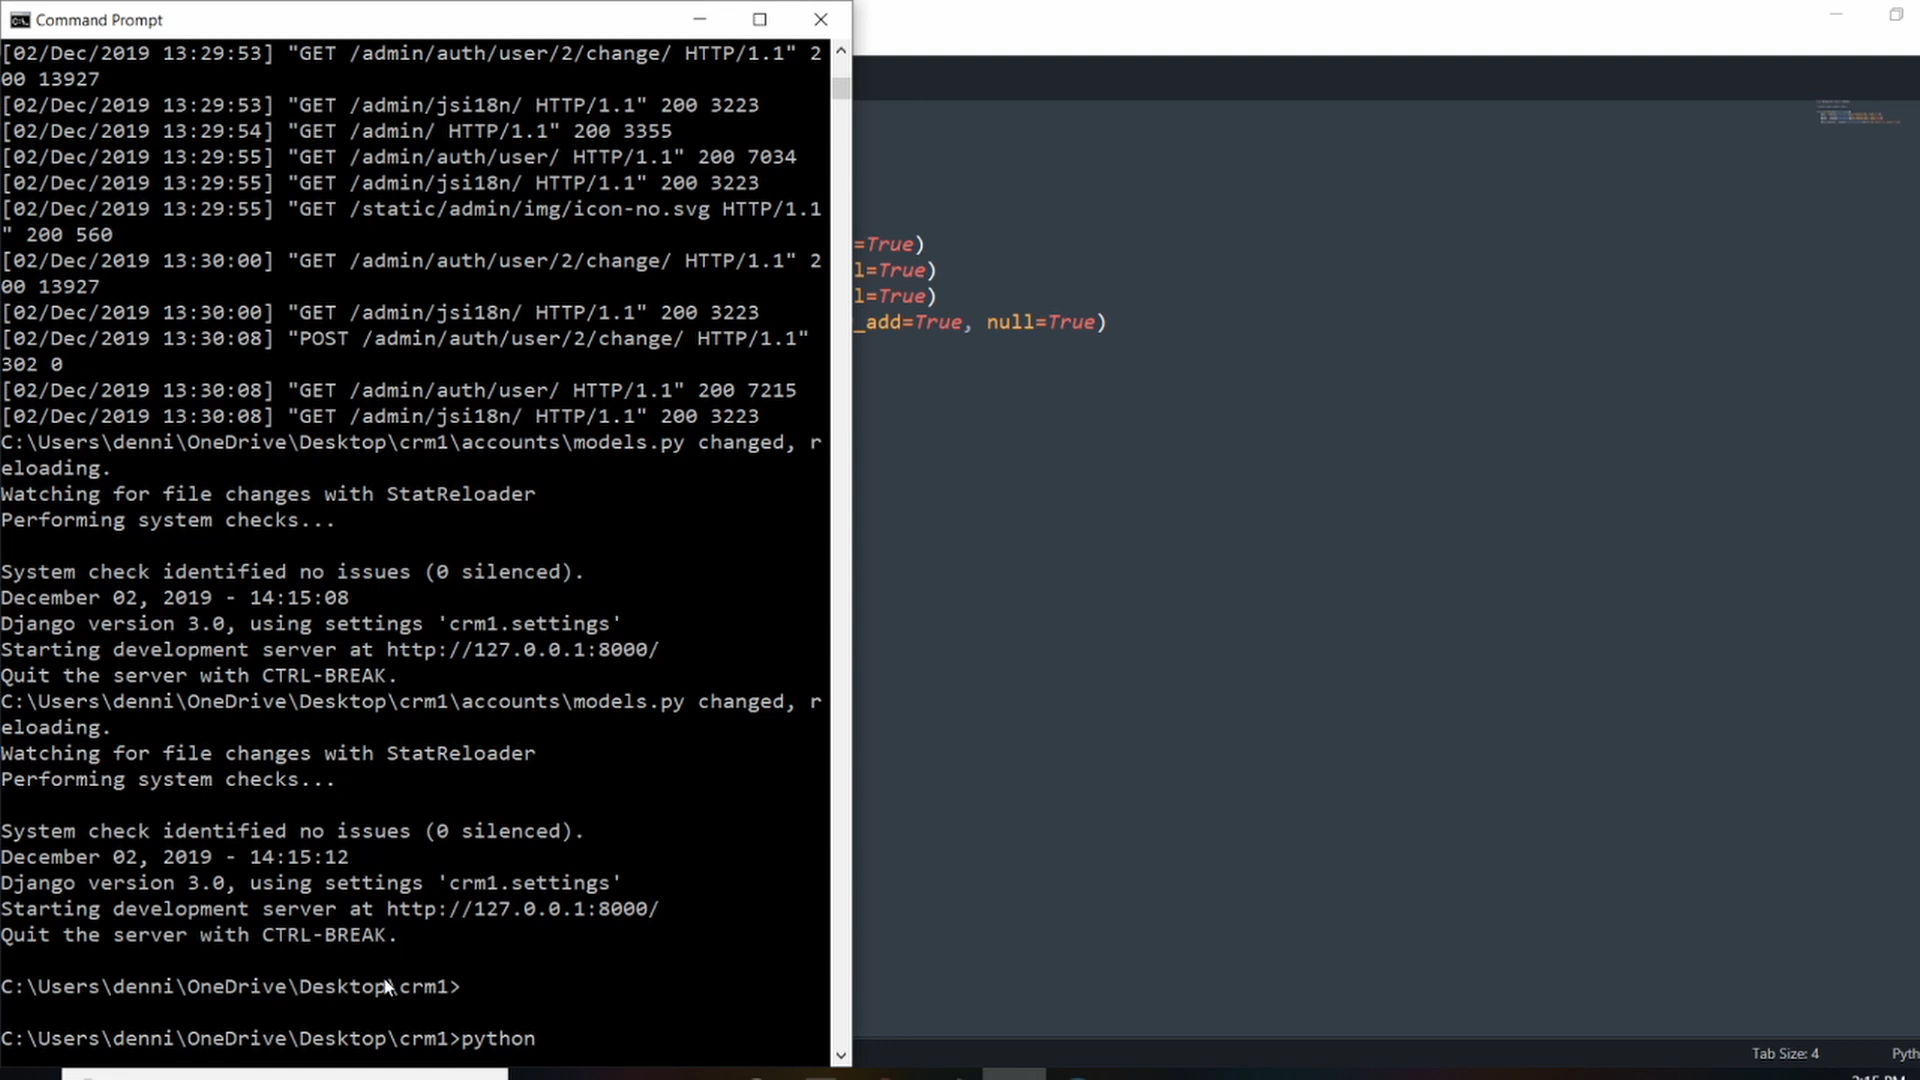 Command Prompt
[02/Dec/2019 13:29:53] "GET /admin/auth/user/2/change/ HTTP/1.1" 2
00 13927
[02/Dec/2019 13:29:53] "GET /admin/jsi18n/ HTTP/1.1" 200 3223
[02/Dec/2019 13:29:54] "GET /admin/ HTTP/1.1" 200 3355
[02/Dec/2019 13:29:55] "GET /admin/auth/user/ HTTP/1.1" 200 7034
[02/Dec/2019 13:29:55] "GET /admin/jsi18n/ HTTP/1.1" 200 3223
[02/Dec/2019 13:29:55] "GET /static/admin/img/icon-no.svg HTTP/1.1
" 200 560
[02/Dec/2019 13:30:00] "GET /admin/auth/user/2/change/ HTTP/1.1" 2
00 13927
[02/Dec/2019 13:30:00] "GET /admin/jsi18n/ HTTP/1.1" 200 3223
[02/Dec/2019 13:30:08] "POST /admin/auth/user/2/change/ HTTP/1.1"
302 0
[02/Dec/2019 13:30:08] "GET /admin/auth/user/ HTTP/1.1" 200 7215
[02/Dec/2019 13:30:08] "GET /admin/jsi18n/ HTTP/1.1" 200 3223
C:\Users\denni\OneDrive\Desktop\crm1\accounts\models.py changed, r
eloading.
Watching for file changes with StatReloader
Performing system checks...
System check identified no issues (0 silenced).
December 02, 2019 - 14:15:08
Django version 3.0, using settings 'crm1.settings'
Starting development server at http://127.0.0.1:8000/
Quit the server with CTRL-BREAK.
C:\Users\denni\OneDrive\Desktop\crm1\accounts\models.py changed, r
eloading.
Watching for file changes with StatReloader
Performing system checks...
System check identified no issues (0 silenced).
December 02, 2019 - 14:15:12
Django version 3.0, using settings 'crm1.settings'
Starting development server at http://127.0.0.1:8000/
Quit the server with CTRL-BREAK.
C:\Users\denni\OneDrive\Desktop\crm1>
C:\Users\denni\OneDrive\Desktop\crm1>python
=True)
l=True)
l=True)
_add=True, null=True)
Tab Size: 4
Pyth